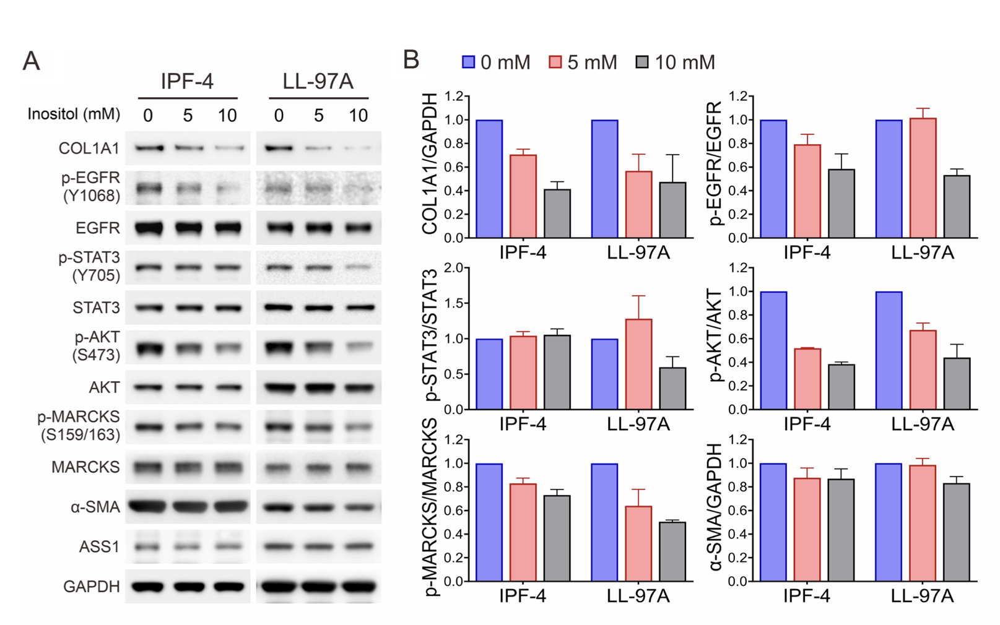 A
IPF-4
LL-97A
Inositol (mM)
0
5
10
0
5
10
COL1A1
p-EGFR
(Y1068)
EGFR
p-STAT3
(Y705)
STAT3
p-AKT
(S473)
AKT
p-MARCKS
(S159/163)
MARCKS
α-SMA
ASS1
GAPDH
B
0 mM
5 mM
10 mM
COL1A1/GAPDH
1.2
1.0
0.8
0.6
0.4
0.2
0.0
IPF-4
LL-97A
p-EGFR/EGFR
1.2
1.0
0.8
0.6
0.4
0.2
0.0
IPF-4
LL-97A
p-STAT3/STAT3
2.0
1.5
1.0
0.5
0.0
IPF-4
LL-97A
p-AKT/AKT
1.2
1.0
0.8
0.6
0.4
0.2
0.0
IPF-4
LL-97A
p-MARCKS/MARCKS
1.2
1.0
0.8
0.6
0.4
0.2
0.0
IPF-4
LL-97A
α-SMA/GAPDH
1.2
1.0
0.8
0.6
0.4
0.2
0.0
IPF-4
LL-97A